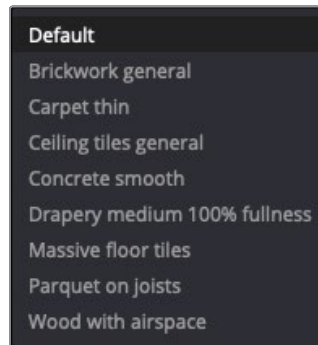 Default
Brickwork general
Carpet thin
Ceiling tiles general
Concrete smooth
Drapery medium 100% fullness
Massive floor tiles
Parquet on joists
Wood with airspace